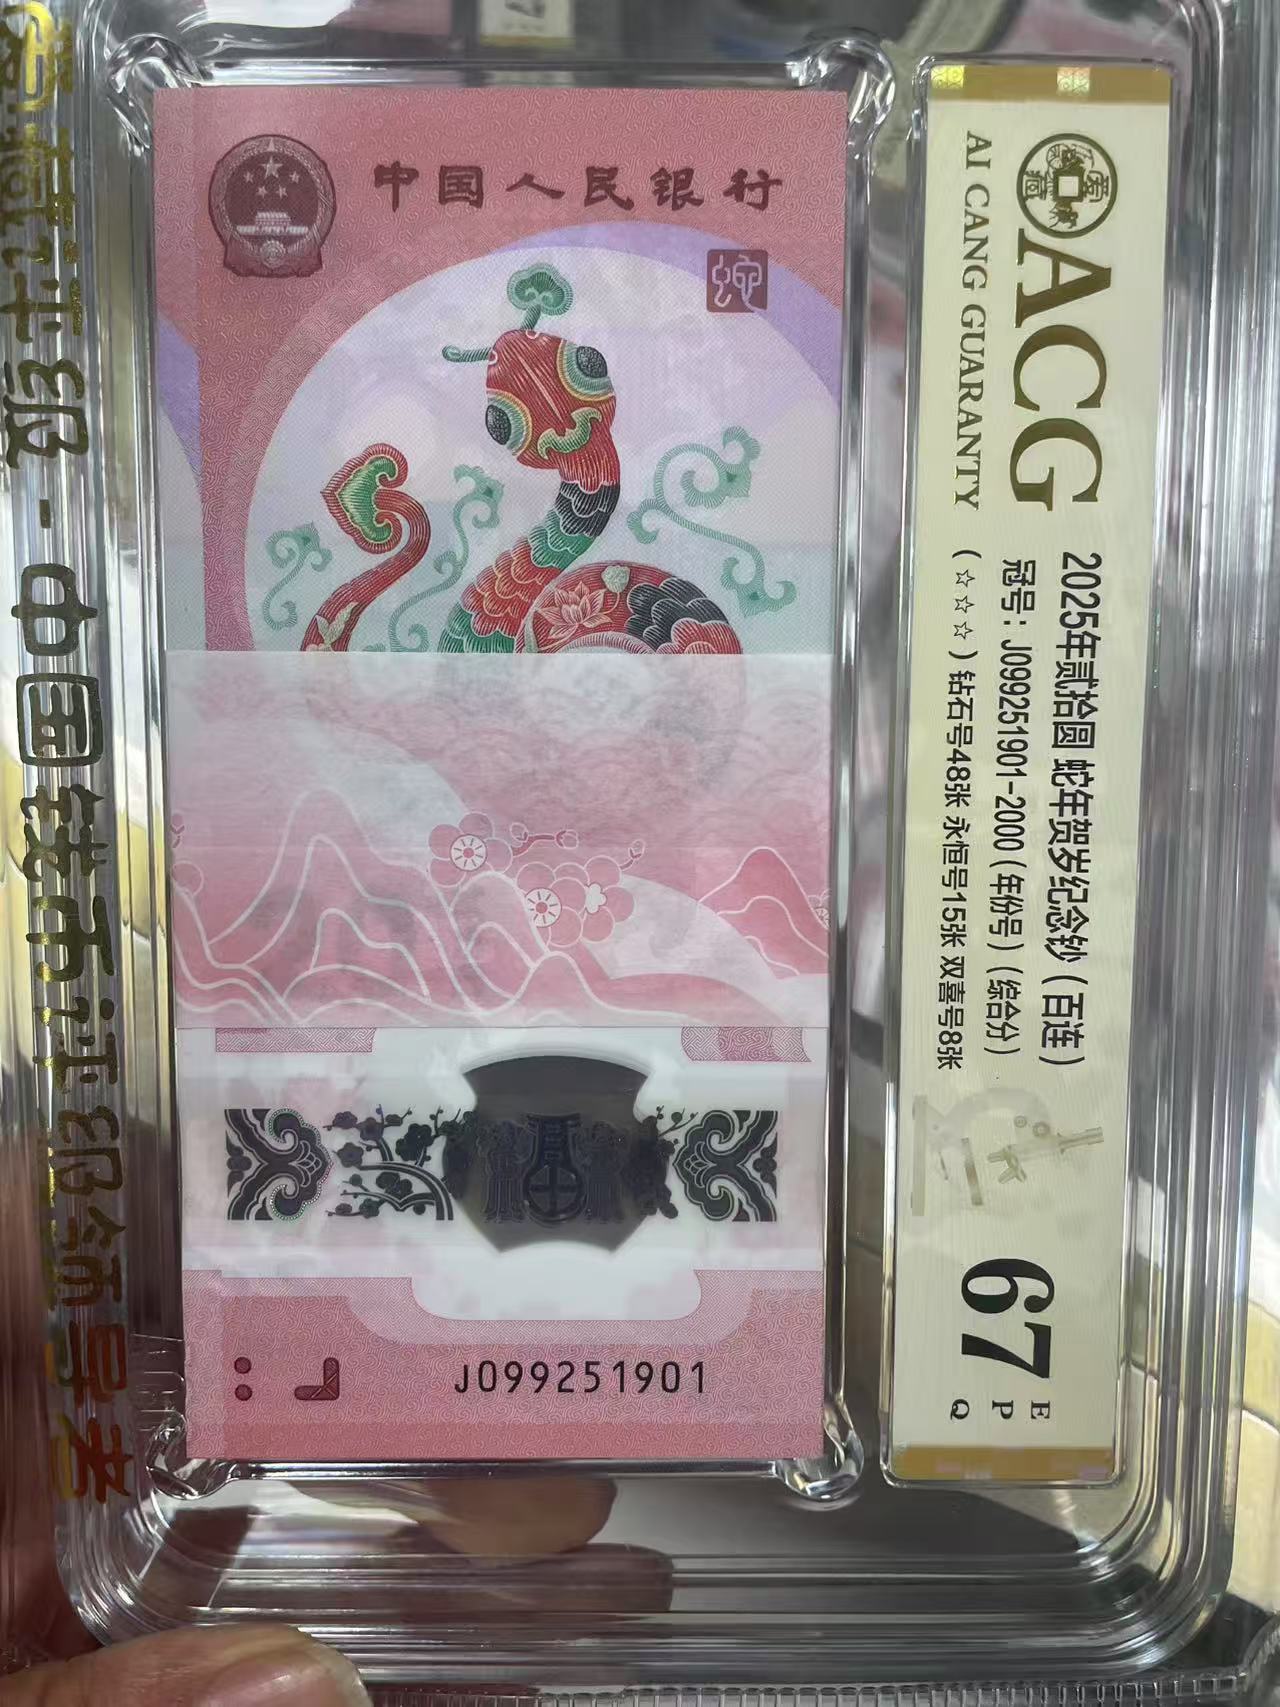 中国人民银行
蛇
J099251901
ACG
AI CANG GUARANTY
2025年贰拾圆 蛇年贺岁纪念钞（百连）
冠号：J099251901-2000（年份号）（综合分）
（☆☆☆）钻石号48张 永恒号15张 双喜号8张
67
E
P
Q
评级-中国钱币评级领导者